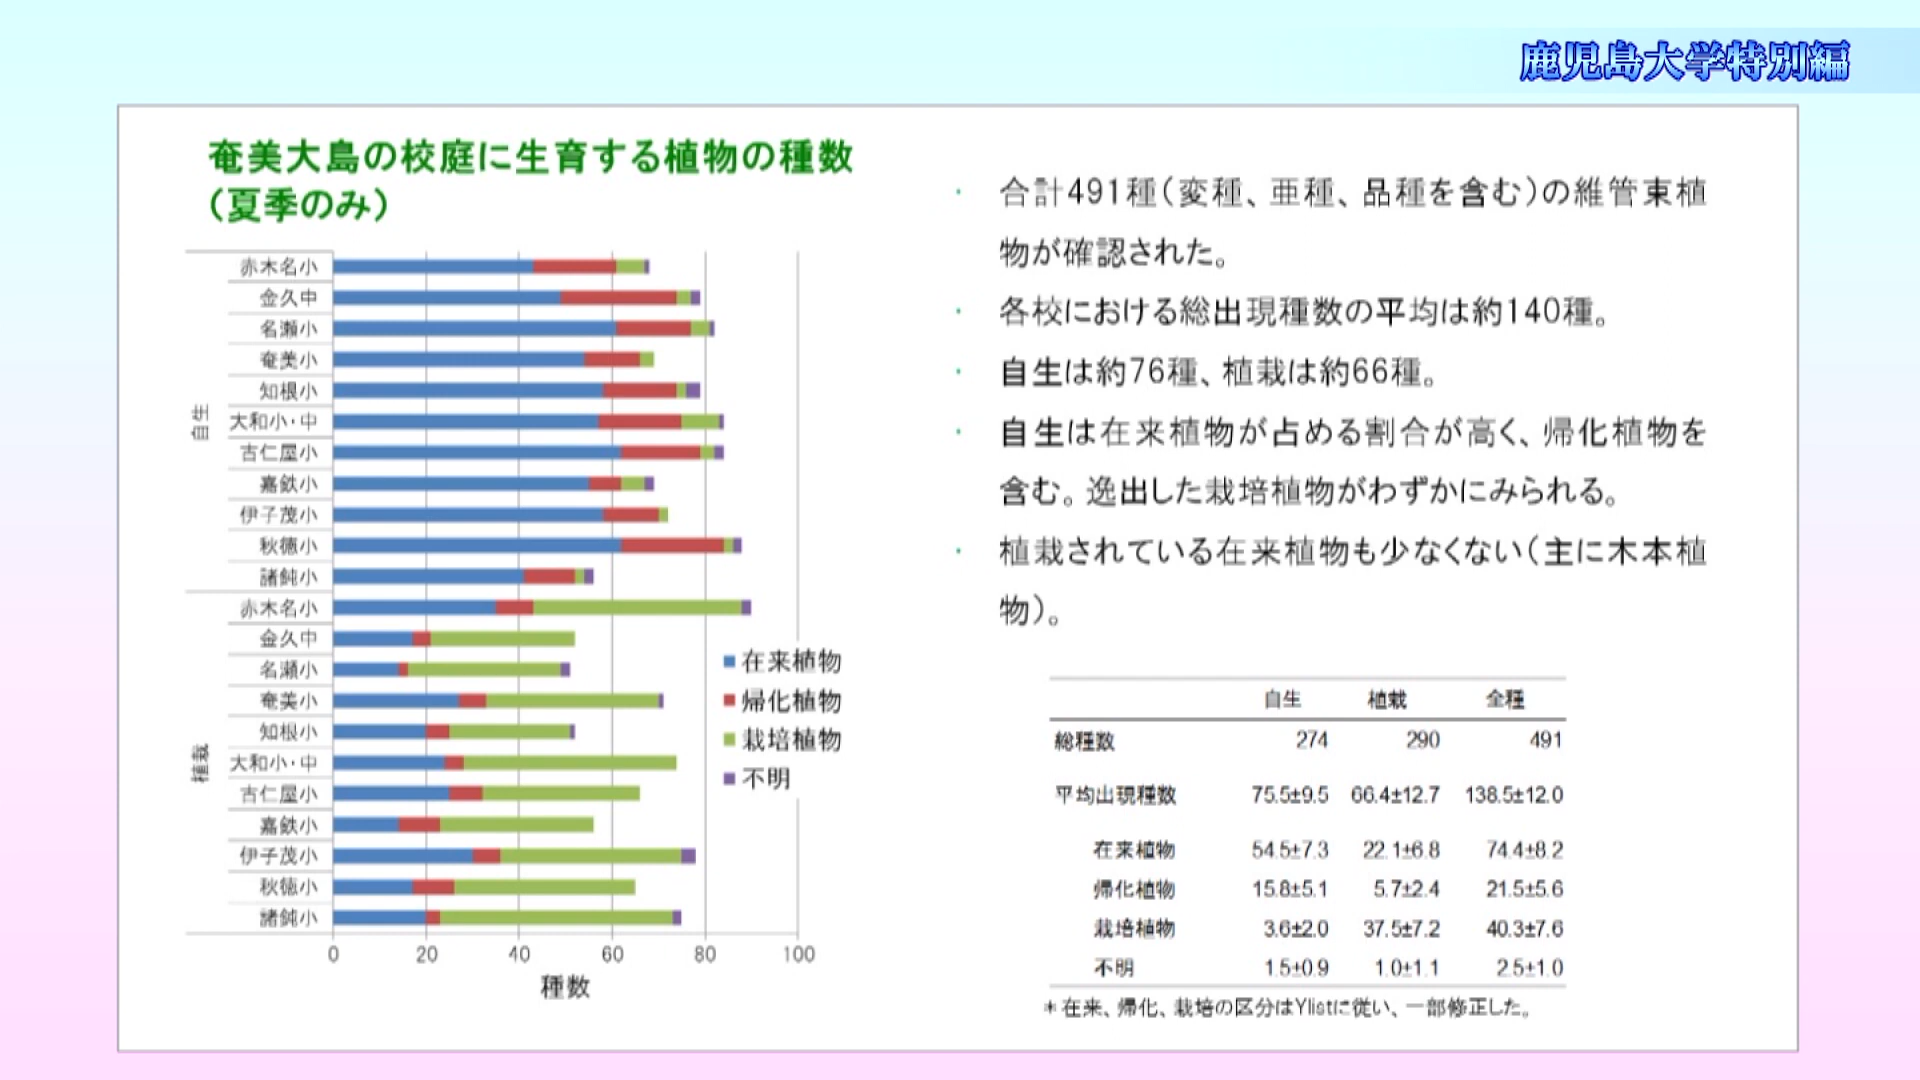 鹿児島大学特別編
奄美大島の校庭に生育する植物の種数
（夏季のみ）
自生
赤木名小
金久中
名瀬小
奄美小
知根小
大和小・中
古仁屋小
嘉鉄小
伊子茂小
秋徳小
諸鈍小
植栽
赤木名小
金久中
名瀬小
奄美小
知根小
大和小・中
古仁屋小
嘉鉄小
伊子茂小
秋徳小
諸鈍小
0 20 40 60 80 100
種数
在来植物
帰化植物
栽培植物
不明
・ 合計491種（変種、亜種、品種を含む）の維管束植
物が確認された。
・ 各校における総出現種数の平均は約140種。
・ 自生は約76種、植栽は約66種。
・ 自生は在来植物が占める割合が高く、帰化植物を
含む。逸出した栽培植物がわずかにみられる。
・ 植栽されている在来植物も少なくない（主に木本植
物）。
自生 植栽 全種
総種数 274 290 491
平均出現種数 75.5±9.5 66.4±12.7 138.5±12.0
在来植物 54.5±7.3 22.1±6.8 74.4±8.2
帰化植物 15.8±5.1 5.7±2.4 21.5±5.6
栽培植物 3.6±2.0 37.5±7.2 40.3±7.6
不明 1.5±0.9 1.0±1.1 2.5±1.0
＊在来、帰化、栽培の区分はYlistに従い、一部修正した。